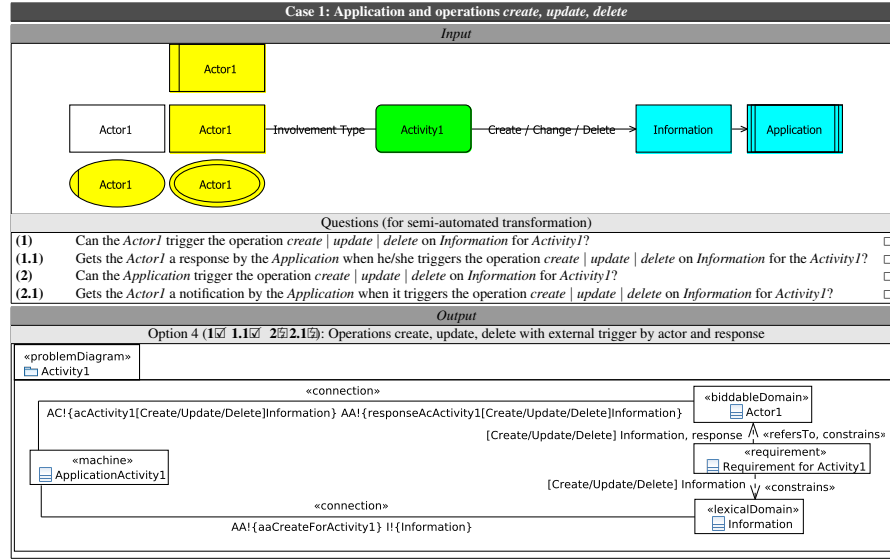 Case 1: Application and operations create, update, delete
Input
Actor1
Actor1
Actor1
Involvement Type
Activity1
Create / Change / Delete
Information
Application
Actor1
Actor1
Questions (for semi-automated transformation)
(1) Can the Actor1 trigger the operation create | update | delete on Information for Activity1? □
(1.1) Gets the Actor1 a response by the Application when he/she triggers the operation create | update | delete on Information for the Activity1? □
(2) Can the Application trigger the operation create | update | delete on Information for Activity1? □
(2.1) Gets the Actor1 a notification by the Application when it triggers the operation create | update | delete on Information for Activity1? □
Output
Option 4 (1☑ 1.1☑ 2☒2.1☒): Operations create, update, delete with external trigger by actor and response
«problemDiagram»
Activity1
«connection»
AC!{acActivity1[Create/Update/Delete]Information} AA!{responseAcActivity1[Create/Update/Delete]Information}
«biddableDomain»
Actor1
[Create/Update/Delete] Information, response
«refersTo, constrains»
«machine»
ApplicationActivity1
«requirement»
Requirement for Activity1
[Create/Update/Delete] Information
«constrains»
«connection»
AA!{aaCreateForActivity1} I!{Information}
«lexicalDomain»
Information